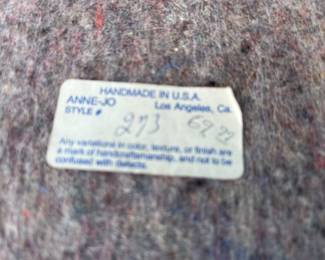 HANDMADE IN U.S.A.
ANNE-JO Los Angeles, Ca.
STYLE #
273
Any variations in color, texture, or finish are
a mark of handcraftsmanship, and not to be
confused with defects.